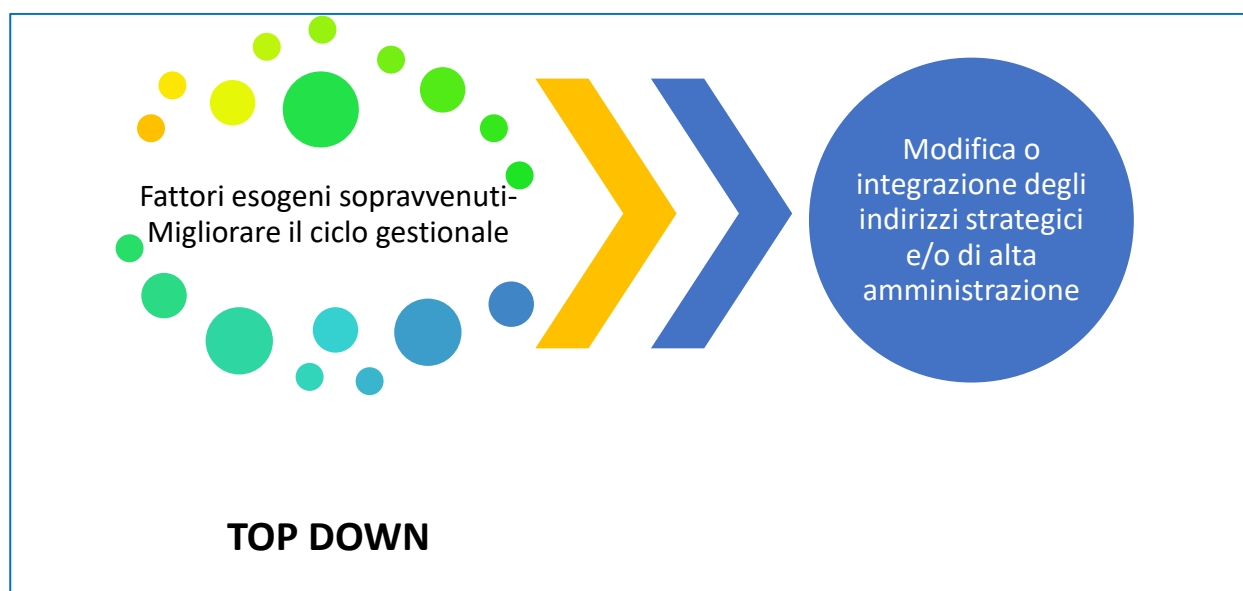 Fattori esogeni sopravvenuti-
Migliorare il ciclo gestionale
Modifica o
integrazione degli
indirizzi strategici
e/o di alta
amministrazione
TOP DOWN